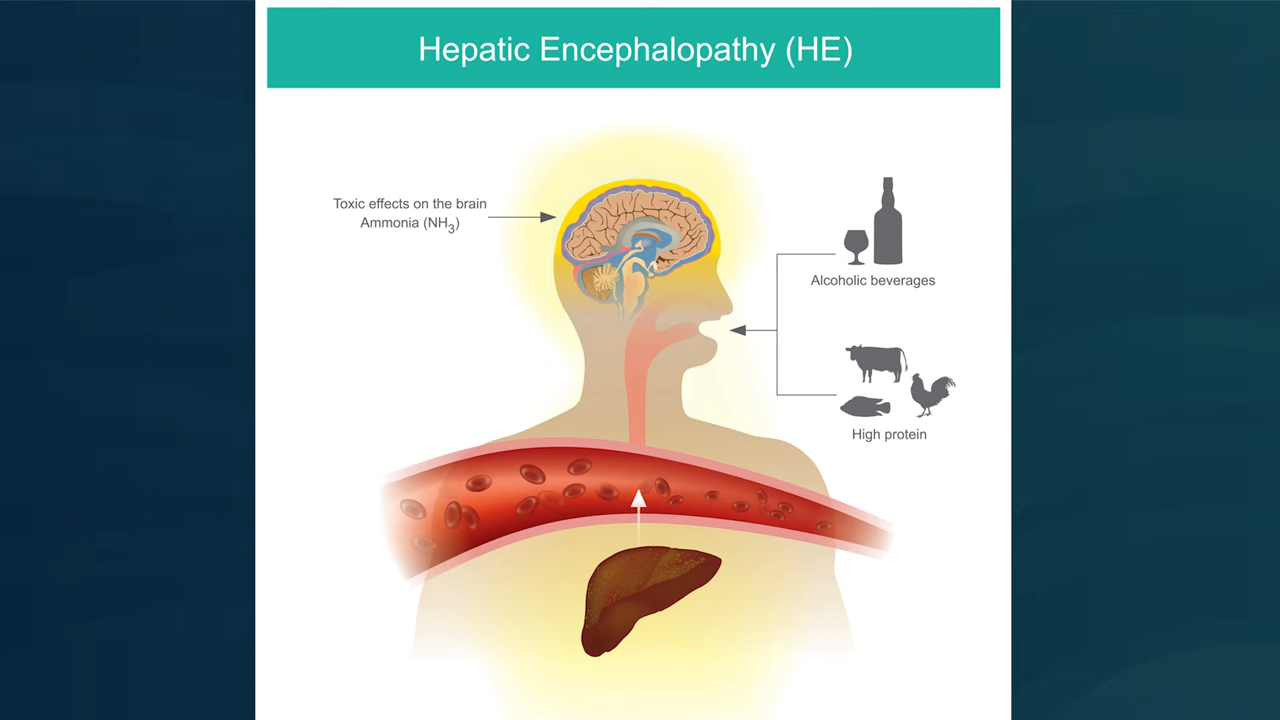 Hepatic Encephalopathy (HE)
Toxic effects on the brain
Ammonia (NH₃)
Alcoholic beverages
High protein